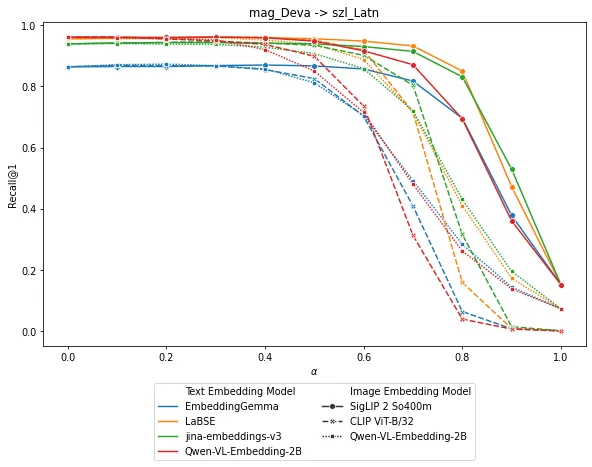 mag_Deva -> szl_Latn
Recall@1
1.0
0.8
0.6
0.4
0.2
0.0
0.0 0.2 0.4 0.6 0.8 1.0
α
Text Embedding Model
EmbeddingGemma
LaBSE
jina-embeddings-v3
Qwen-VL-Embedding-2B
Image Embedding Model
SigLIP 2 So400m
CLIP ViT-B/32
Qwen-VL-Embedding-2B